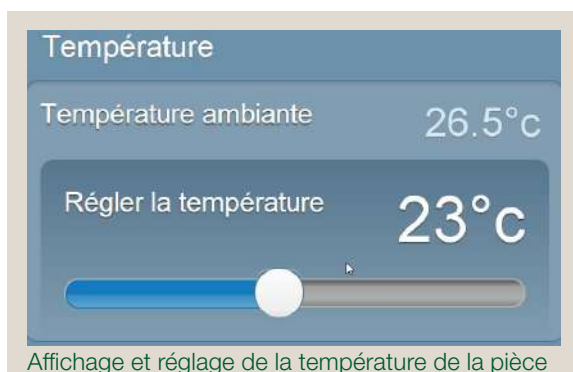 Température
Température ambiante 26.5°c
Régler la température 23°c
Affichage et réglage de la température de la pièce